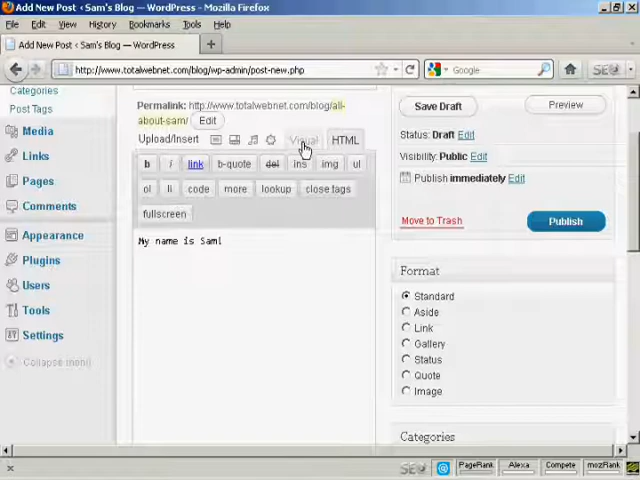 Add New Post ‹ Sam's Blog — WordPress - Mozilla Firefox
File Edit View History Bookmarks Tools Help
Add New Post ‹ Sam's Blog — WordPress
http://www.totalwebnet.com/blog/wp-admin/post-new.php
Google
SEO
Categories
Post Tags
Media
Links
Pages
Comments
Appearance
Plugins
Users
Tools
Settings
Collapse menu
Permalink: http://www.totalwebnet.com/blog/all-
about-sam/ Edit
Upload/Insert Visual HTML
b i link b-quote del ins img ul
ol li code more lookup close tags
fullscreen
My name is Sam!
Save Draft Preview
Status: Draft Edit
Visibility: Public Edit
Publish immediately Edit
Move to Trash Publish
Format
Standard
Aside
Link
Gallery
Status
Quote
Image
Categories
SEO PageRank Alexa Compete mozRank